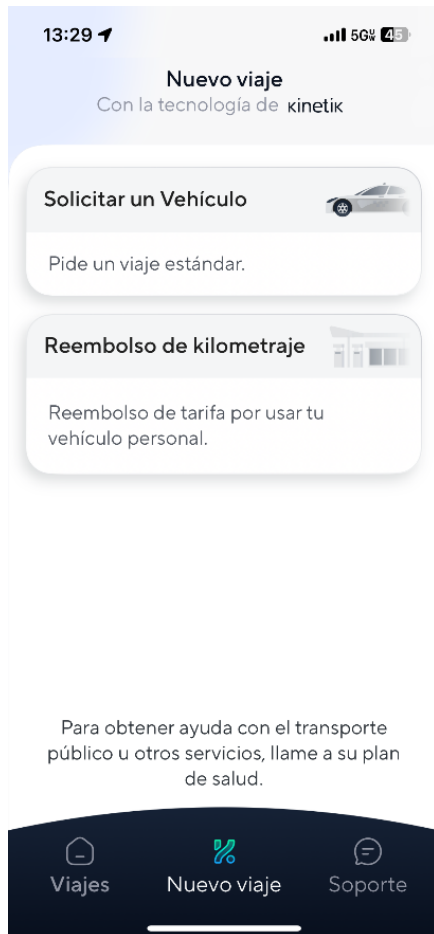 13:29
5G 45
Nuevo viaje
Con la tecnología de kinetik
Solicitar un Vehículo
Pide un viaje estándar.
Reembolso de kilometraje
Reembolso de tarifa por usar tu
vehículo personal.
Para obtener ayuda con el transporte
público u otros servicios, llame a su plan
de salud.
Viajes
Nuevo viaje
Soporte